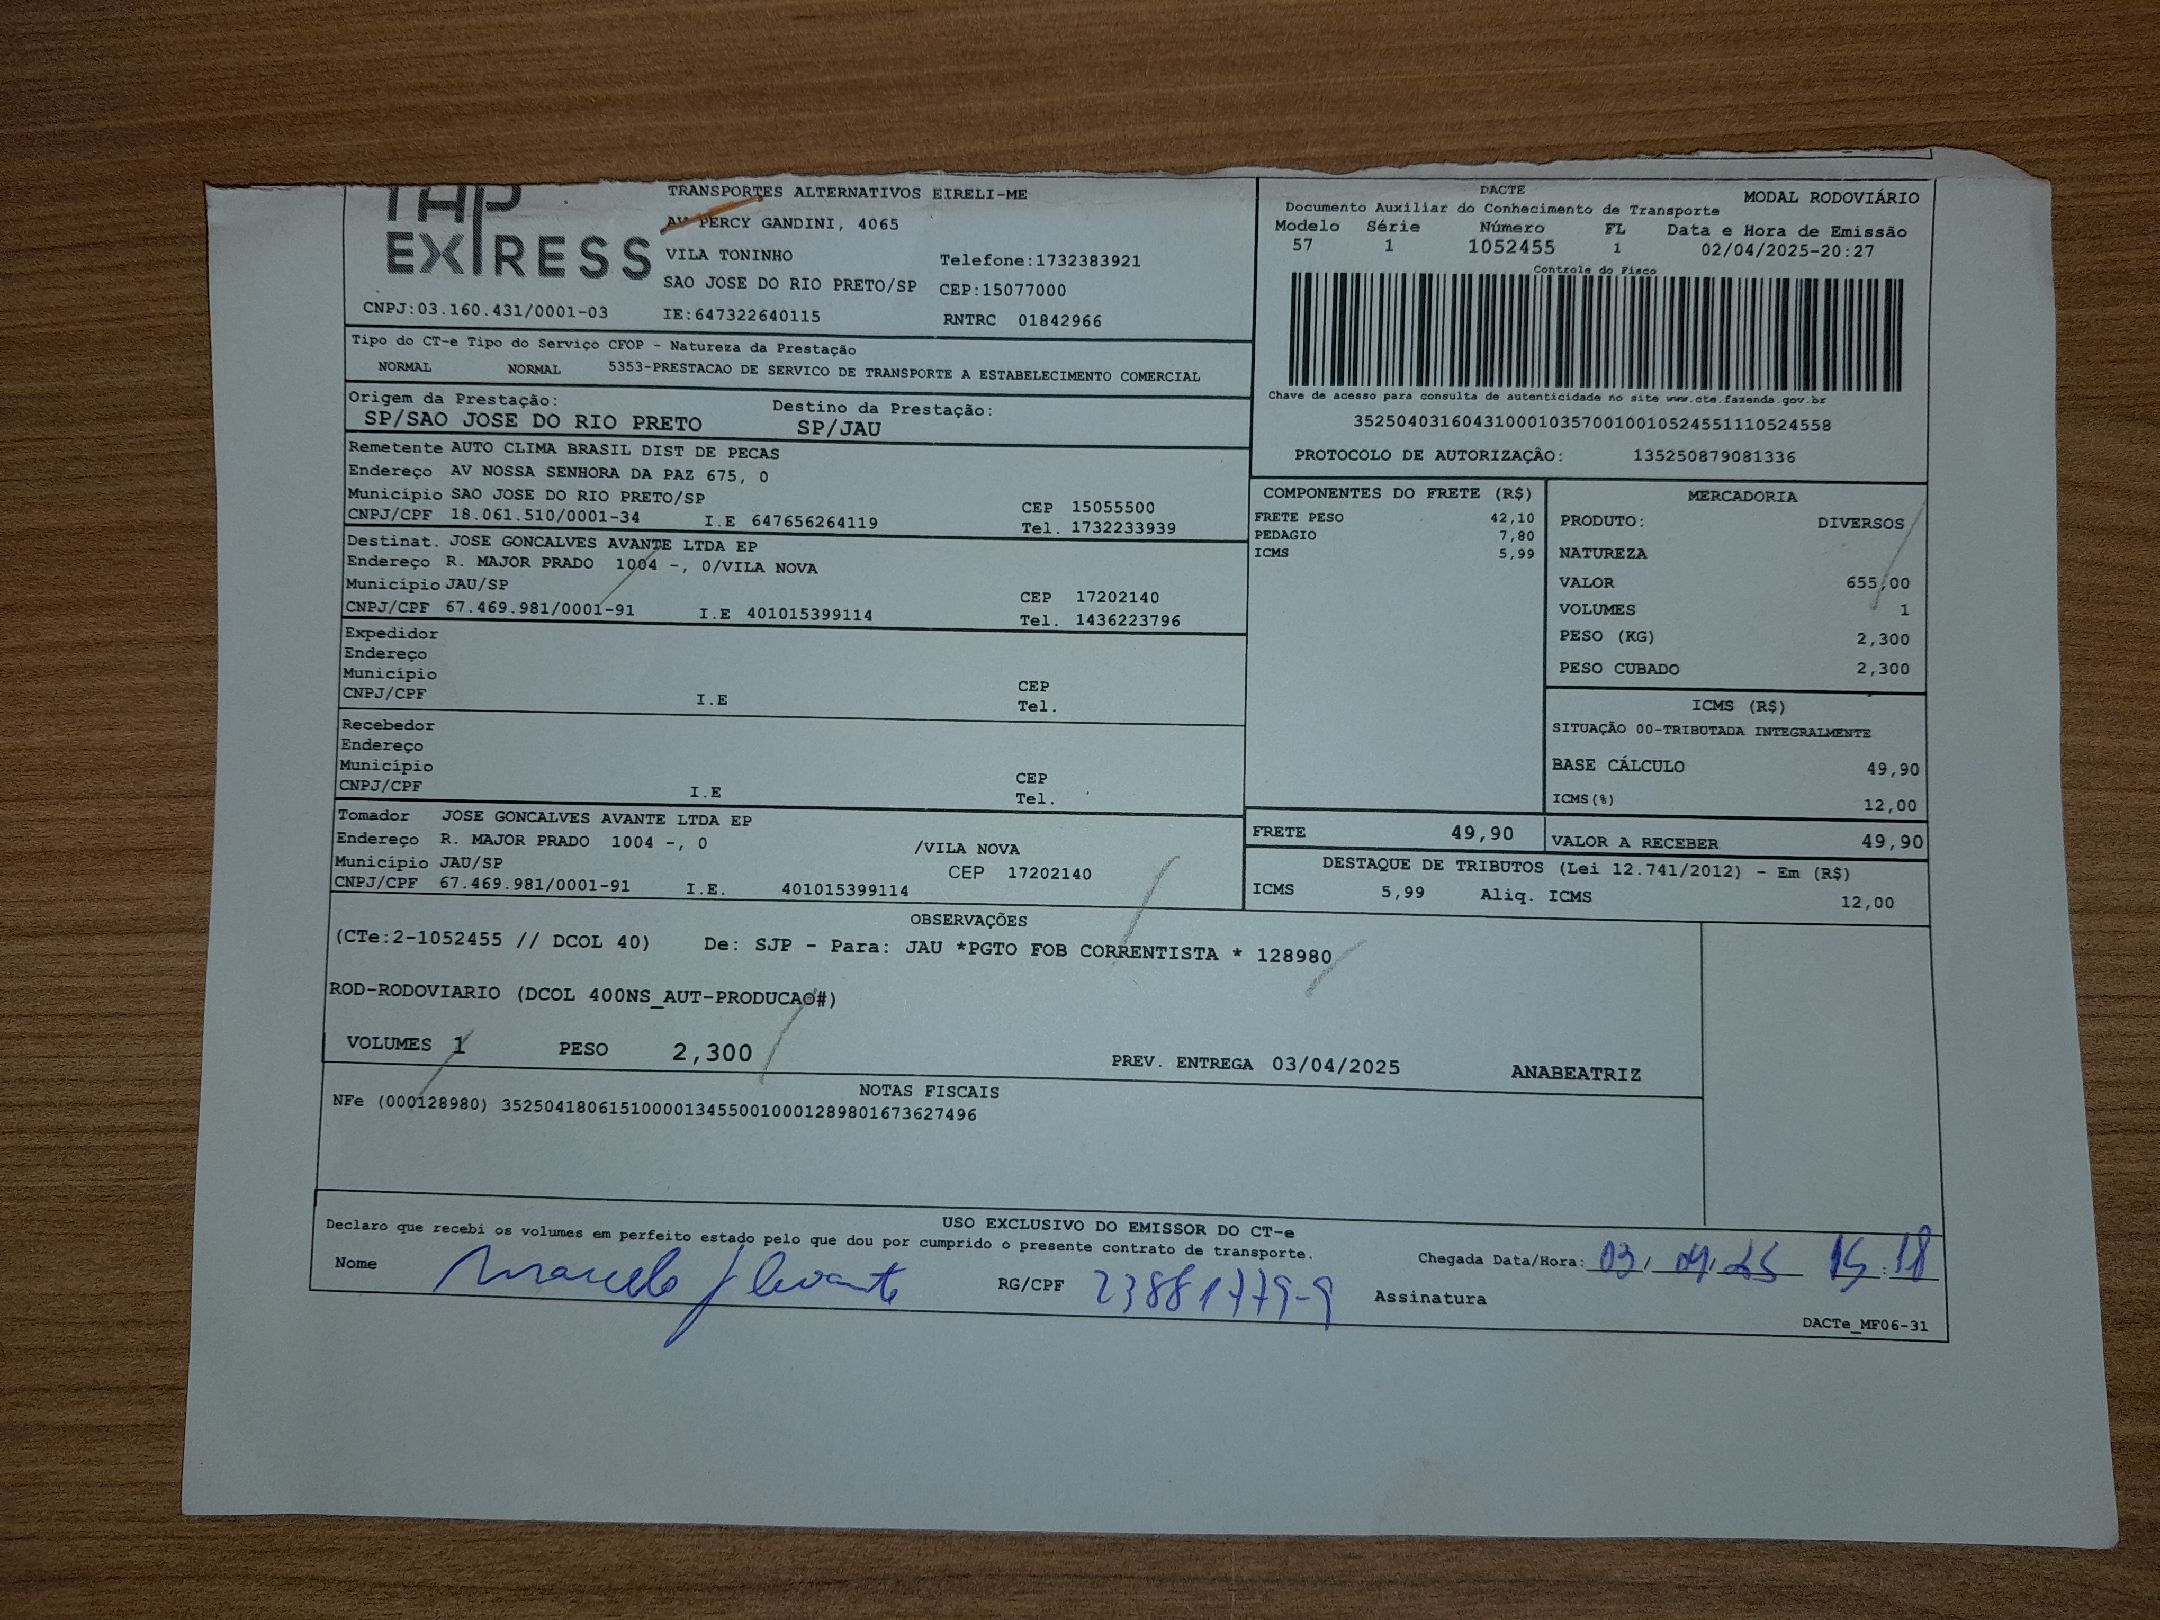 TAP EXPRESS
TRANSPORTES ALTERNATIVOS EIRELI-ME
AV PERCY GANDINI, 4065
VILA TONINHO Telefone:1732383921
SAO JOSE DO RIO PRETO/SP CEP:15077000
CNPJ:03.160.431/0001-03 IE:647322640115 RNTRC 01842966
DACTE MODAL RODOVIÁRIO
Documento Auxiliar do Conhecimento de Transporte
Modelo Série Número FL Data e Hora de Emissão
57 1 1052455 1 02/04/2025-20:27
Controle do Fisco
Chave de acesso para consulta de autenticidade no site www.cte.fazenda.gov.br
35250403160431000103570010010524551110524558
PROTOCOLO DE AUTORIZAÇÃO: 135250879081336
Tipo do CT-e Tipo do Serviço CFOP - Natureza da Prestação
NORMAL NORMAL 5353-PRESTACAO DE SERVICO DE TRANSPORTE A ESTABELECIMENTO COMERCIAL
Origem da Prestação: Destino da Prestação:
SP/SAO JOSE DO RIO PRETO SP/JAU
Remetente AUTO CLIMA BRASIL DIST DE PECAS
Endereço AV NOSSA SENHORA DA PAZ 675, 0
Município SAO JOSE DO RIO PRETO/SP CEP 15055500
CNPJ/CPF 18.061.510/0001-34 I.E 647656264119 Tel. 1732233939
Destinat. JOSE GONCALVES AVANTE LTDA EP
Endereço R. MAJOR PRADO 1004 -, 0/VILA NOVA
Município JAU/SP CEP 17202140
CNPJ/CPF 67.469.981/0001-91 I.E 401015399114 Tel. 1436223796
Expedidor
Endereço
Município CEP
CNPJ/CPF I.E Tel.
Recebedor
Endereço
Município CEP
CNPJ/CPF I.E Tel.
Tomador JOSE GONCALVES AVANTE LTDA EP
Endereço R. MAJOR PRADO 1004 -, 0 /VILA NOVA
Município JAU/SP CEP 17202140
CNPJ/CPF 67.469.981/0001-91 I.E. 401015399114
COMPONENTES DO FRETE (R$)
FRETE PESO 42,10
PEDAGIO 7,80
ICMS 5,99
MERCADORIA
PRODUTO: DIVERSOS
NATUREZA
VALOR 655,00
VOLUMES 1
PESO (KG) 2,300
PESO CUBADO 2,300
ICMS (R$)
SITUAÇÃO 00-TRIBUTADA INTEGRALMENTE
BASE CÁLCULO 49,90
ICMS(%) 12,00
FRETE 49,90 VALOR A RECEBER 49,90
DESTAQUE DE TRIBUTOS (Lei 12.741/2012) - Em (R$)
ICMS 5,99 Aliq. ICMS 12,00
OBSERVAÇÕES
(CTe:2-1052455 // DCOL 40) De: SJP - Para: JAU *PGTO FOB CORRENTISTA * 128980
ROD-RODOVIARIO (DCOL 400NS_AUT-PRODUCAO#)
VOLUMES 1 PESO 2,300 PREV. ENTREGA 03/04/2025 ANABEATRIZ
NOTAS FISCAIS
NFe (000128980) 35250418061510000134550010001289801673627496
USO EXCLUSIVO DO EMISSOR DO CT-e
Declaro que recebi os volumes em perfeito estado pelo que dou por cumprido o presente contrato de transporte.
Chegada Data/Hora: 03.04.25 15:18
Nome Marcelo RG/CPF 23881779-9 Assinatura
DACTe_MF06-31